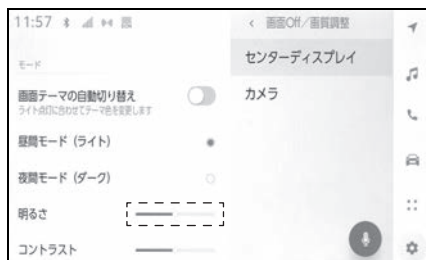 11:57
‹ 画面Off／画質調整
モード
センターディスプレイ
画面テーマの自動切り替え
ライト点灯に合わせてテーマ色を変更します
カメラ
昼間モード（ライト）
夜間モード（ダーク）
明るさ
コントラスト